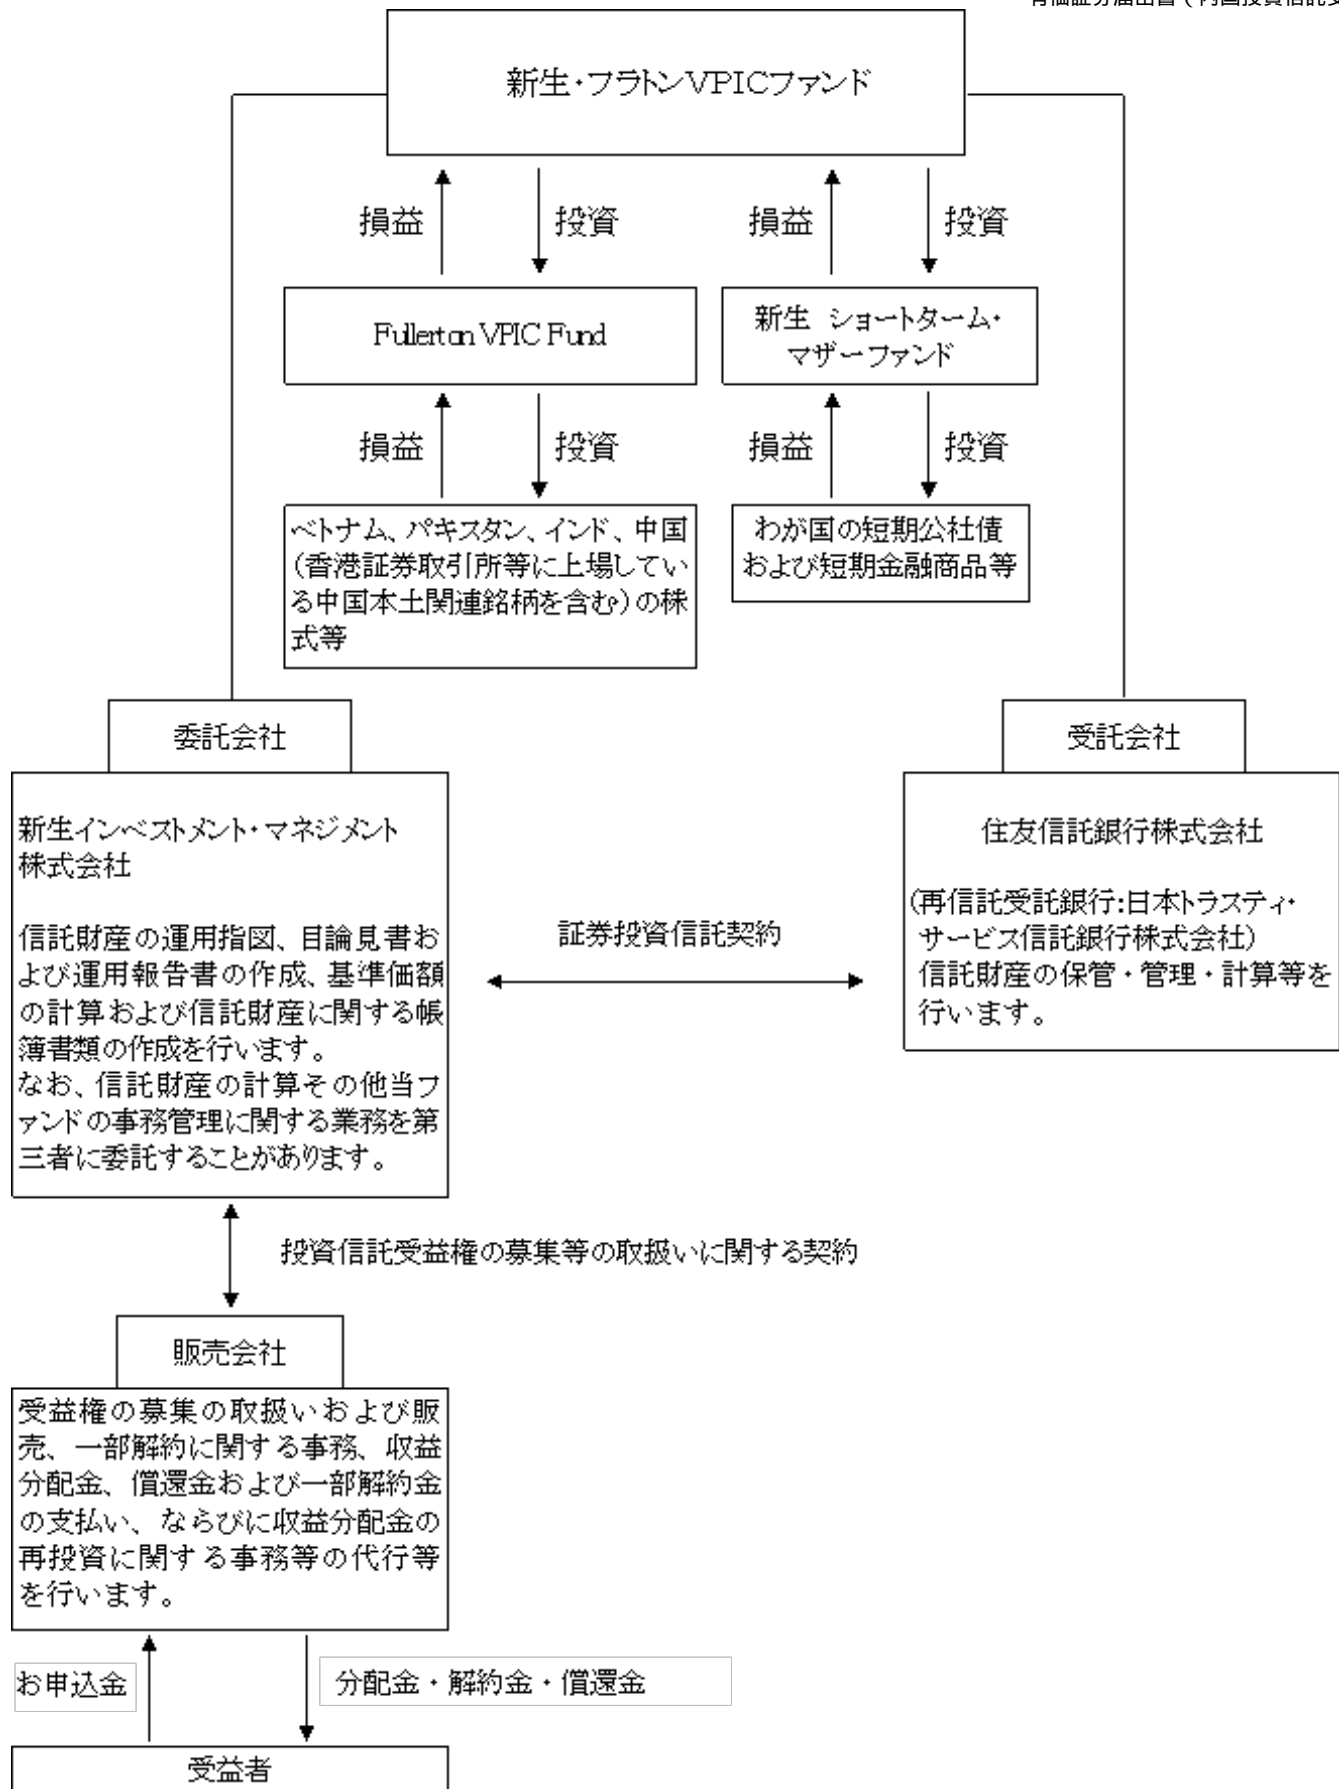 有価証券届出書(内国投資信託受
新生・フラトンVPICファンド
損益
投資
損益
投資
Fullerton VPIC Fund
新生 ショートターム・
マザーファンド
損益
投資
損益
投資
ベトナム、パキスタン、インド、中国
(香港証券取引所等に上場してい
る中国本土関連銘柄を含む)の株
式等
わが国の短期公社債
および短期金融商品等
委託会社
受託会社
新生インベストメント・マネジメント
株式会社
信託財産の運用指図、目論見書お
よび運用報告書の作成、基準価額
の計算および信託財産に関する帳
簿書類の作成を行います。
なお、信託財産の計算その他当フ
ァンドの事務管理に関する業務を第
三者に委託することがあります。
証券投資信託契約
住友信託銀行株式会社
(再信託受託銀行:日本トラスティ・
サービス信託銀行株式会社)
信託財産の保管・管理・計算等を
行います。
投資信託受益権の募集等の取扱いに関する契約
販売会社
受益権の募集の取扱いおよび販
売、一部解約に関する事務、収益
分配金、償還金および一部解約金
の支払い、ならびに収益分配金の
再投資に関する事務等の代行等
を行います。
お申込金
分配金・解約金・償還金
受益者